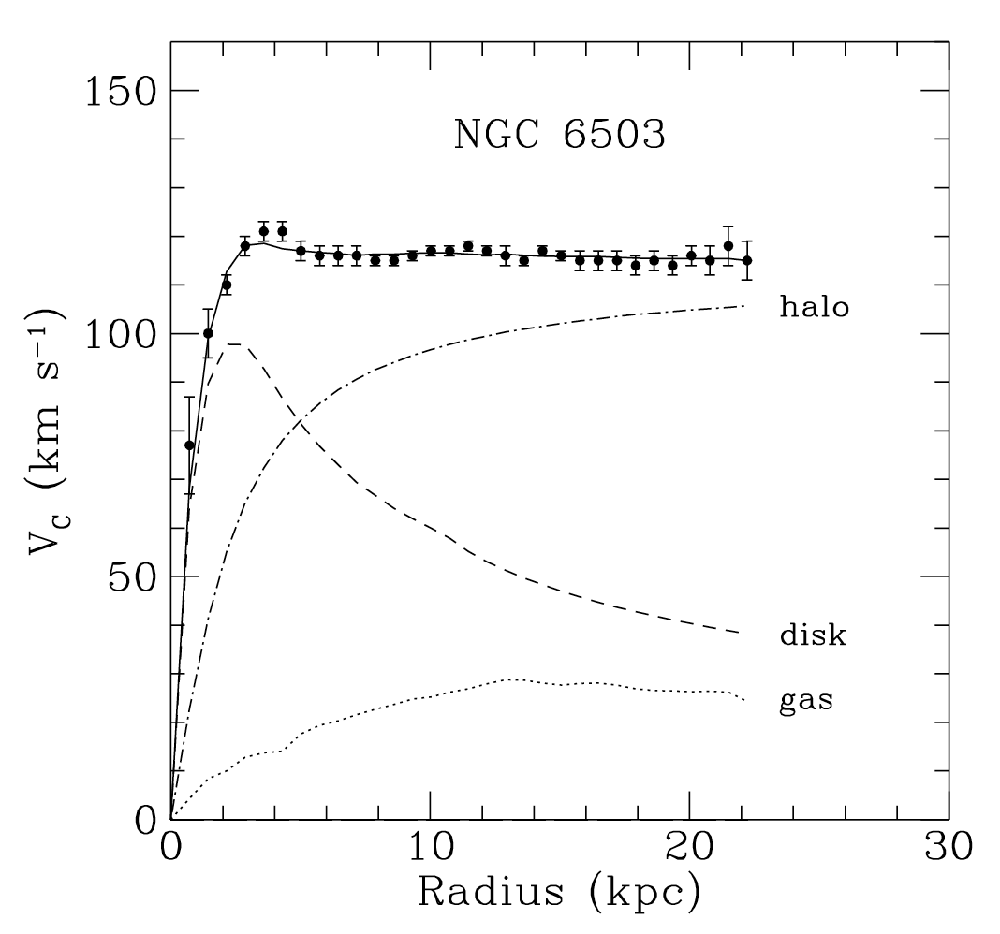 NGC 6503
150
100
50
0
V_C (km s⁻¹)
halo
disk
gas
0 10 20 30
Radius (kpc)